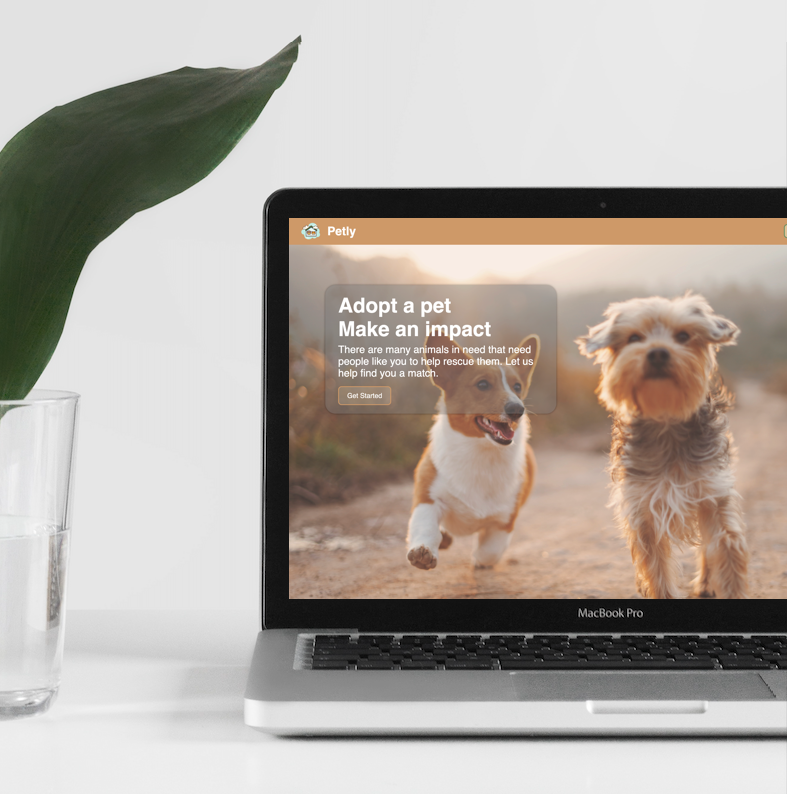 Petly
Adopt a pet
Make an impact
There are many animals in need that need
people like you to help rescue them. Let us
help find you a match.
Get Started
MacBook Pro